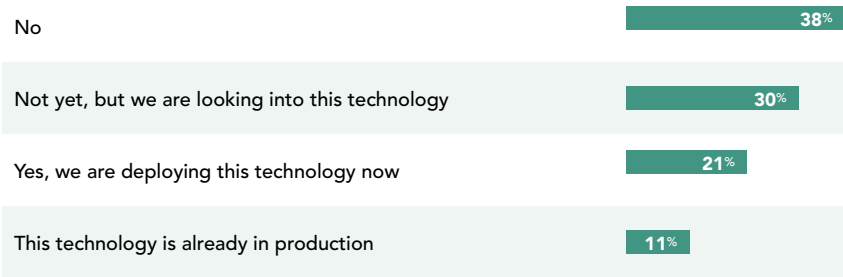 No 38%
Not yet, but we are looking into this technology 30%
Yes, we are deploying this technology now 21%
This technology is already in production 11%